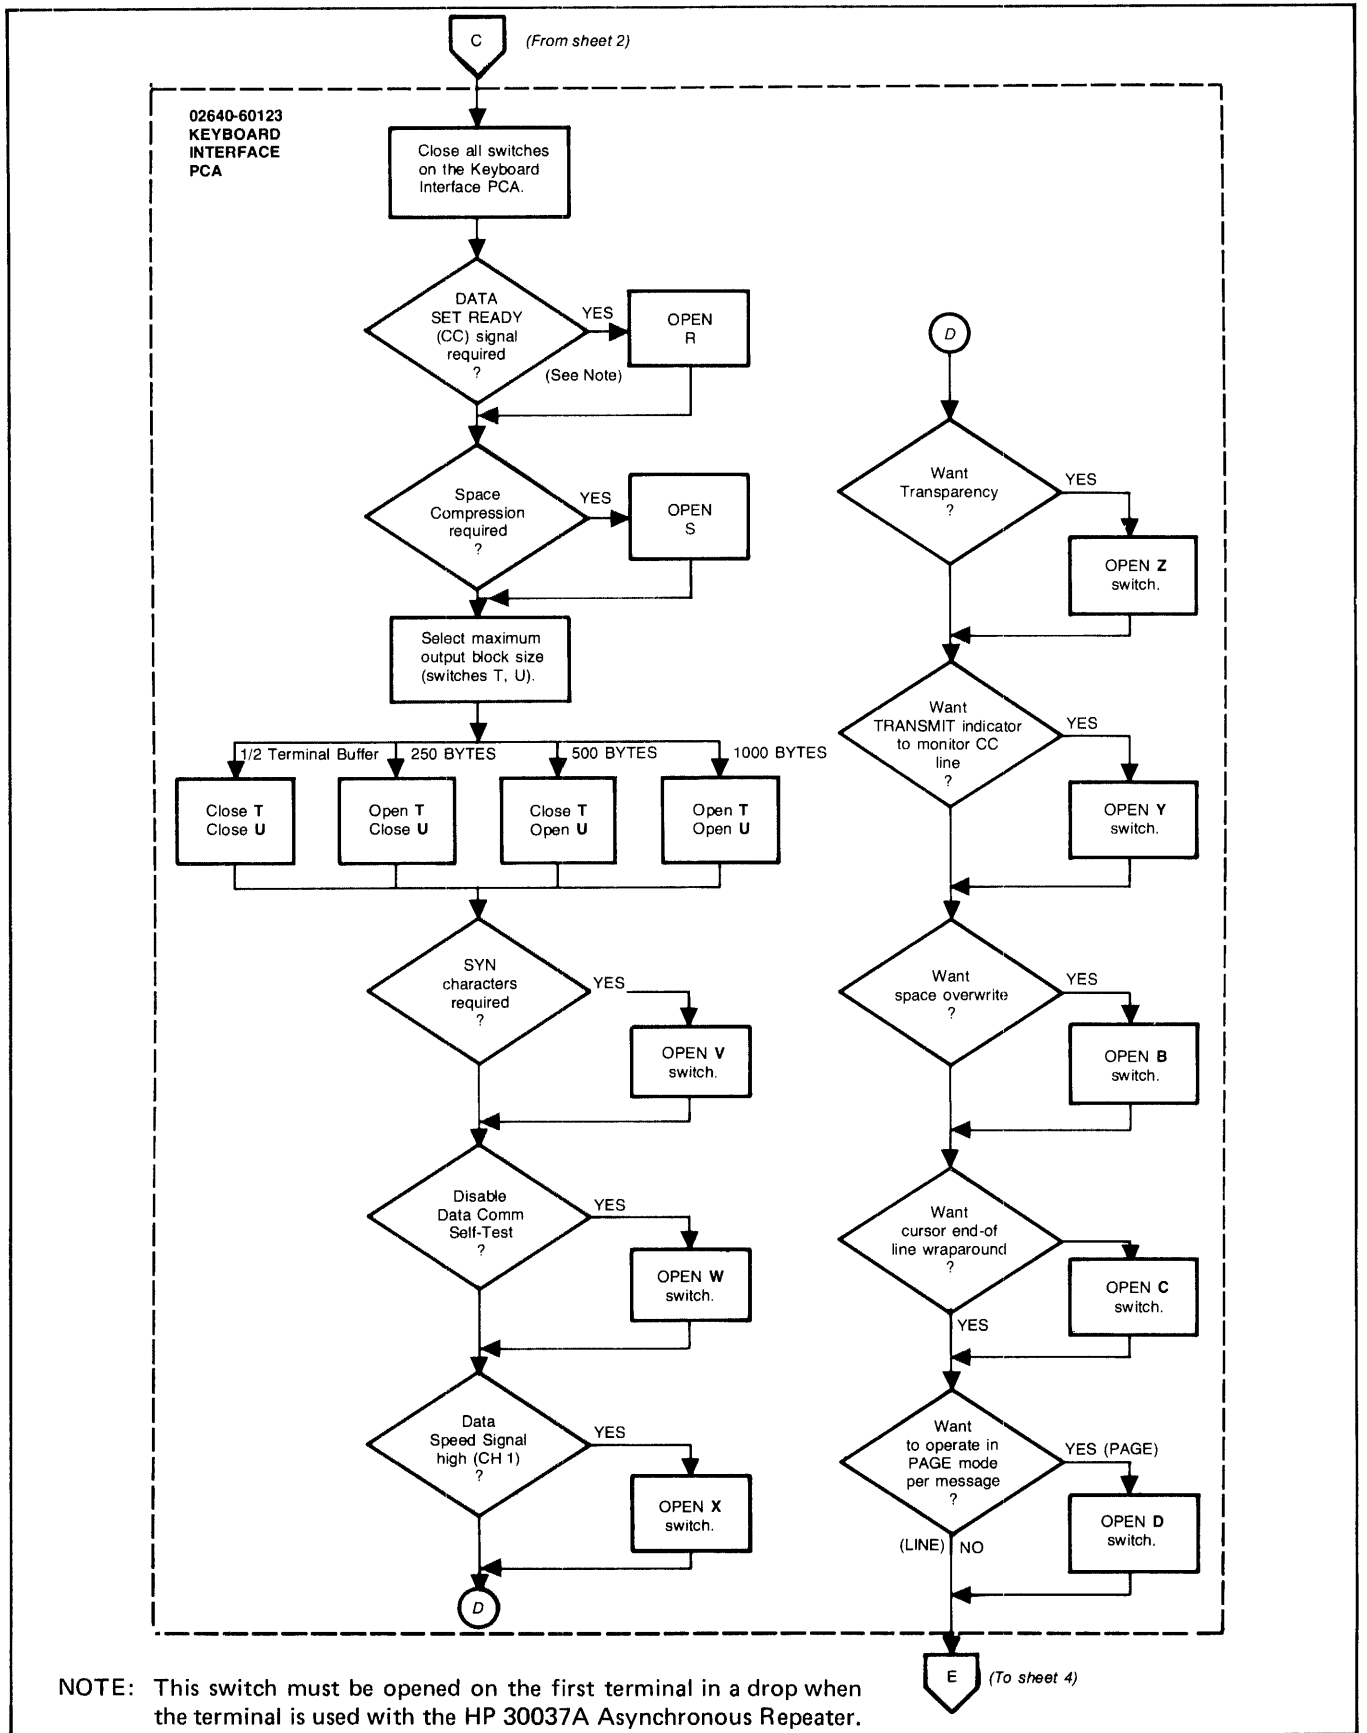 C
(From sheet 2)
02640-60123
KEYBOARD
INTERFACE
PCA
Close all switches
on the Keyboard
Interface PCA.
DATA
SET READY
(CC) signal
required
?
YES
(See Note)
OPEN
R
Space
Compression
required
?
YES
OPEN
S
Select maximum
output block size
(switches T, U).
1/2 Terminal Buffer
250 BYTES
500 BYTES
1000 BYTES
Close T
Close U
Open T
Close U
Close T
Open U
Open T
Open U
SYN
characters
required
?
YES
OPEN V
switch.
Disable
Data Comm
Self-Test
?
YES
OPEN W
switch.
Data
Speed Signal
high (CH 1)
?
YES
OPEN X
switch.
D
D
Want
Transparency
?
YES
OPEN Z
switch.
Want
TRANSMIT indicator
to monitor CC
line
?
YES
OPEN Y
switch.
Want
space overwrite
?
YES
OPEN B
switch.
Want
cursor end-of
line wraparound
?
YES
OPEN C
switch.
Want
to operate in
PAGE mode
per message
?
YES (PAGE)
OPEN D
switch.
(LINE) NO
E
(To sheet 4)
NOTE: This switch must be opened on the first terminal in a drop when
the terminal is used with the HP 30037A Asynchronous Repeater.